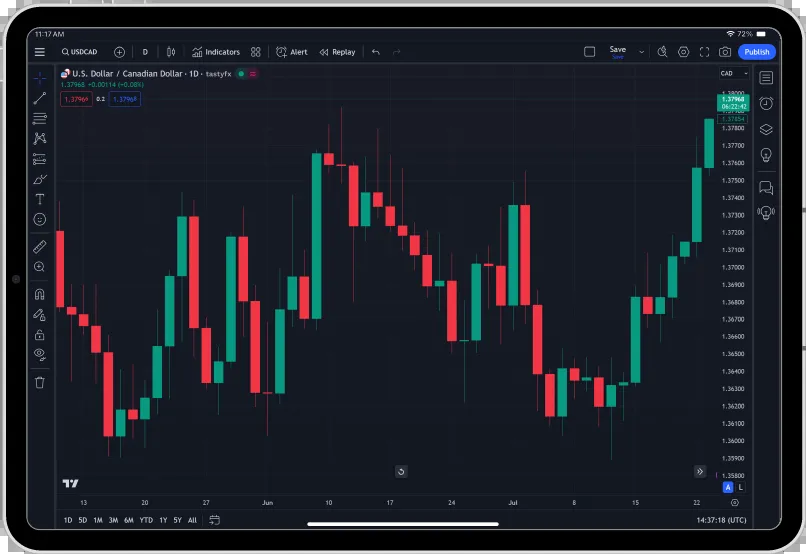 11:17 AM
72%
USDCAD
D
Indicators
Alert
Replay
Save
Save
Publish
U.S. Dollar / Canadian Dollar · 1D · tastyfx
CAD
1.37968 +0.00114 (+0.08%)
1.37966 0.2 1.37968
1.38000
1.37968
06:22:42
1.37854
1.37800
1.37700
1.37600
1.37500
1.37400
1.37300
1.37200
1.37100
1.37000
1.36900
1.36800
1.36700
1.36600
1.36500
1.36400
1.36300
1.36200
1.36100
1.36000
1.35900
1.35800
A L
13 20 27 Jun 10 17 24 Jul 8 15 22
1D 5D 1M 3M 6M YTD 1Y 5Y All
14:37:18 (UTC)